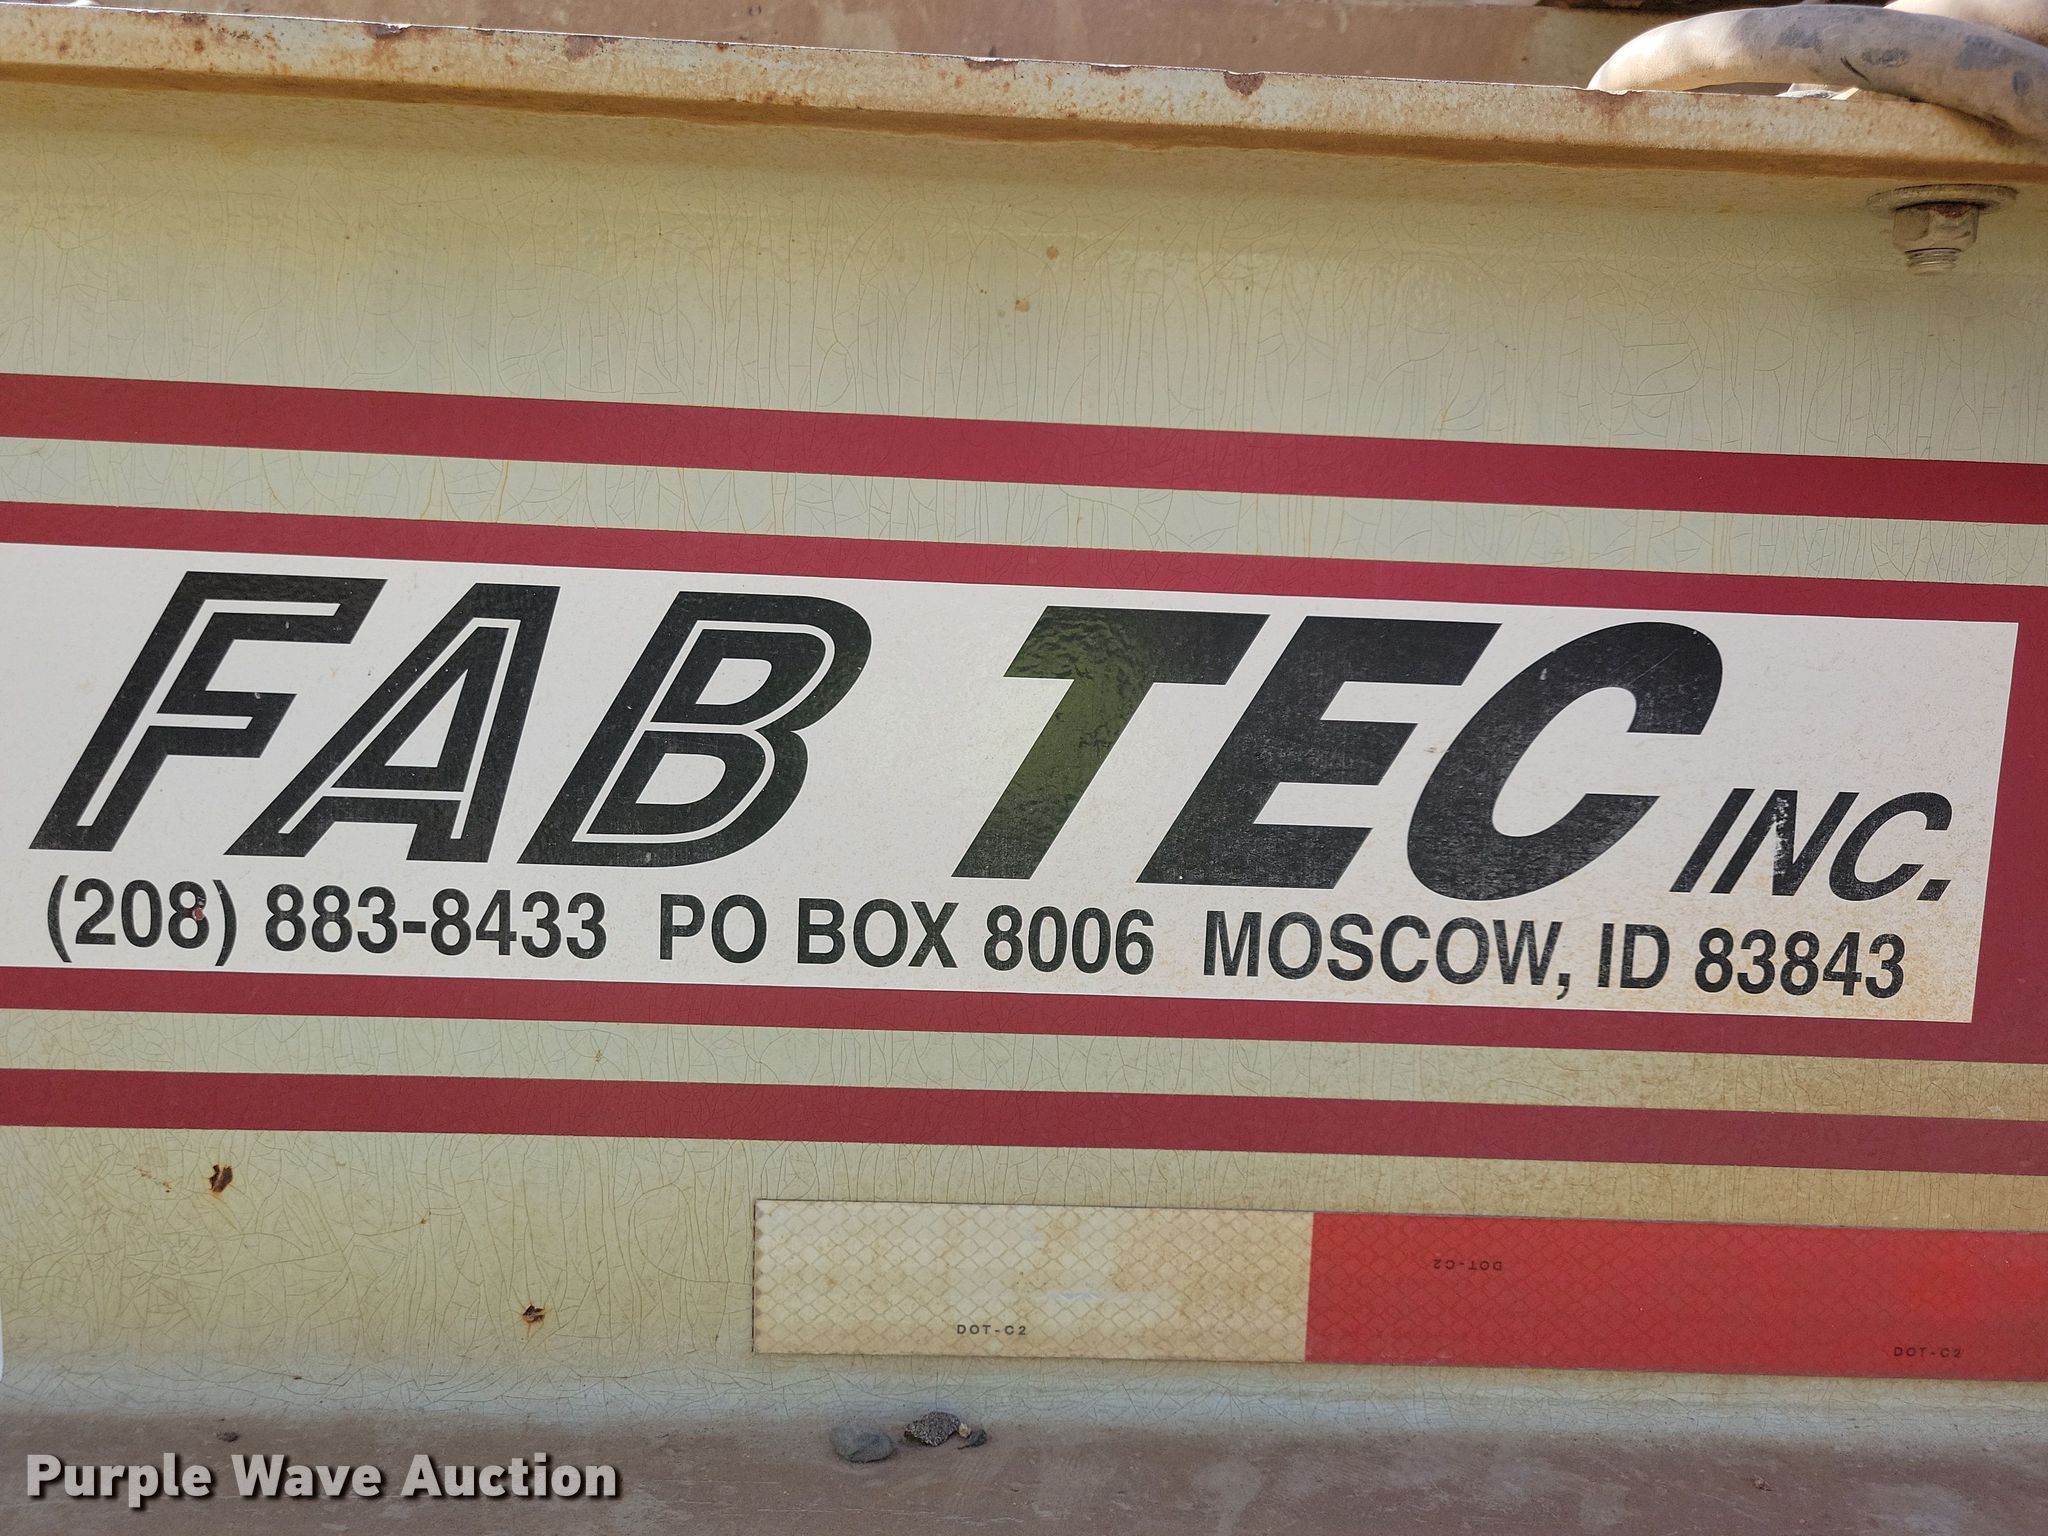 FAB TEC INC.
(208) 883-8433 PO BOX 8006 MOSCOW, ID 83843
DOT-C2
DOT-C2
DOT-C2
Purple Wave Auction